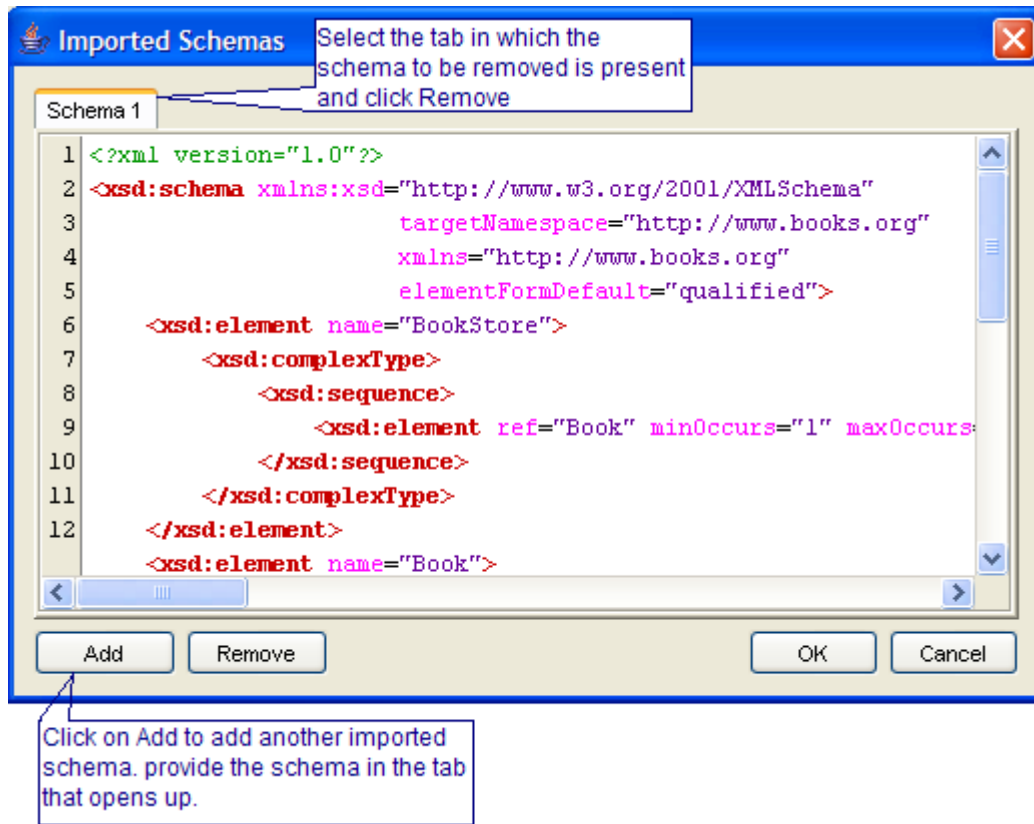 Imported Schemas
Select the tab in which the
schema to be removed is present
and click Remove
Schema 1
1 <?xml version="1.0"?>
2 <xsd:schema xmlns:xsd="http://www.w3.org/2001/XMLSchema"
3 targetNamespace="http://www.books.org"
4 xmlns="http://www.books.org"
5 elementFormDefault="qualified">
6 <xsd:element name="BookStore">
7 <xsd:complexType>
8 <xsd:sequence>
9 <xsd:element ref="Book" minOccurs="1" maxOccurs
10 </xsd:sequence>
11 </xsd:complexType>
12 </xsd:element>
<xsd:element name="Book">
Add Remove OK Cancel
Click on Add to add another imported
schema. provide the schema in the tab
that opens up.